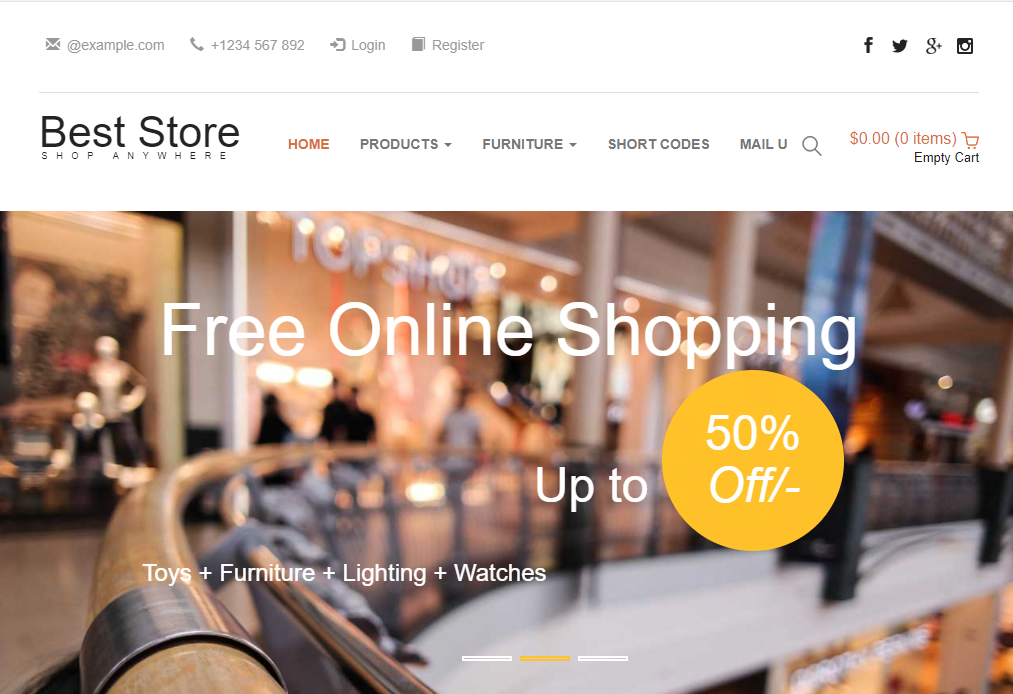 @example.com +1234 567 892 Login Register
Best Store
SHOP ANYWHERE
HOME PRODUCTS FURNITURE SHORT CODES MAIL U
$0.00 (0 items)
Empty Cart
TOPSHOP
Free Online Shopping
50%
Up to Off/-
Toys + Furniture + Lighting + Watches